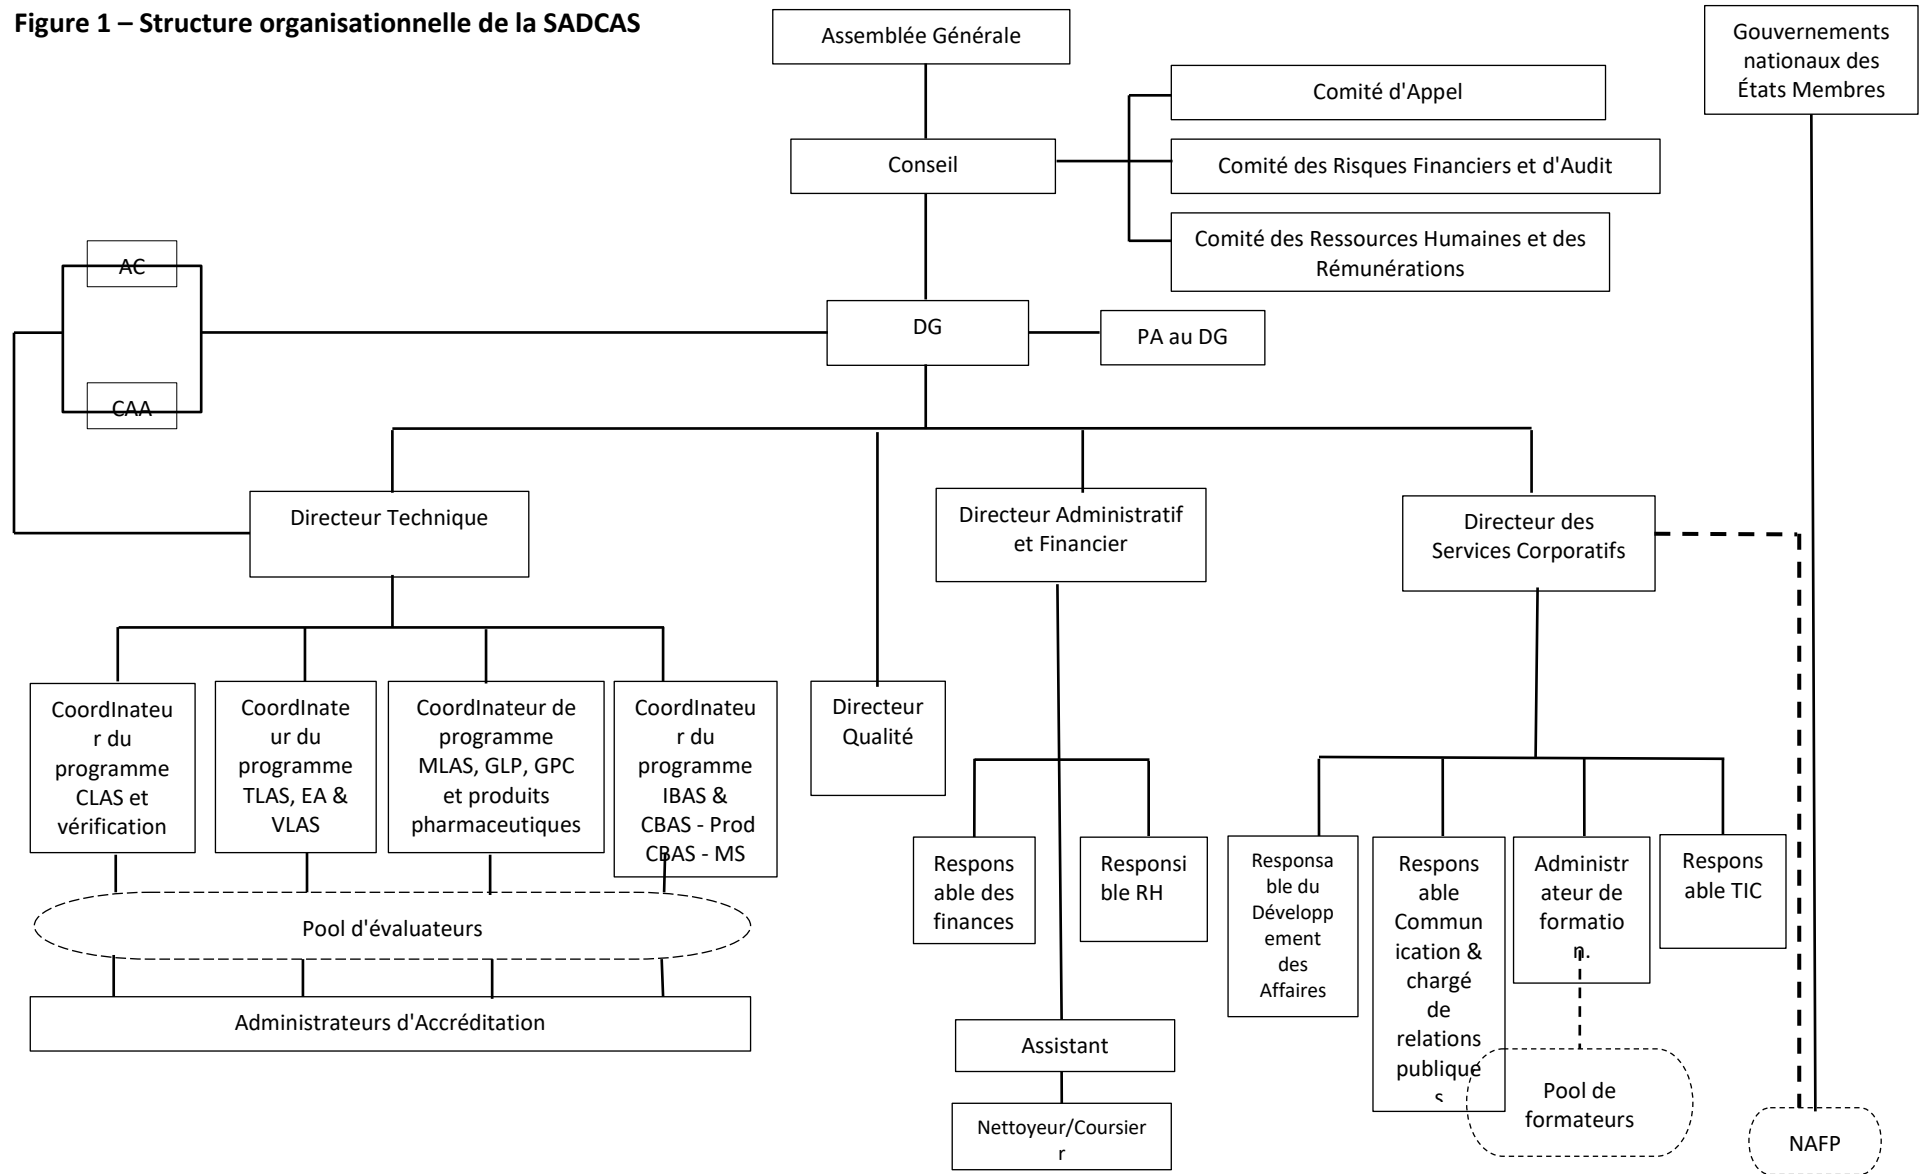 Figure 1 – Structure organisationnelle de la SADCAS
Assemblée Générale
Gouvernements
nationaux des
États Membres
Comité d'Appel
Conseil
Comité des Risques Financiers et d'Audit
Comité des Ressources Humaines et des
Rémunérations
AC
DG
PA au DG
CAA
Directeur Technique
Directeur Administratif
et Financier
Directeur des
Services Corporatifs
CoordInateu
r du
programme
CLAS et
vérification
CoordInate
ur du
programme
TLAS, EA &
VLAS
CoordInateur de
programme
MLAS, GLP, GPC
et produits
pharmaceutiques
CoordInateu
r du
programme
IBAS &
CBAS - Prod
CBAS - MS
Directeur
Qualité
Respons
able des
finances
Responsi
ble RH
Responsa
ble du
Développ
ement
des
Affaires
Respons
able
Commun
ication &
chargé
de
relations
publique
s
Administr
ateur de
formatio
n.
Respons
able TIC
Pool d'évaluateurs
Administrateurs d'Accréditation
Assistant
Nettoyeur/Coursier
r
Pool de
formateurs
NAFP